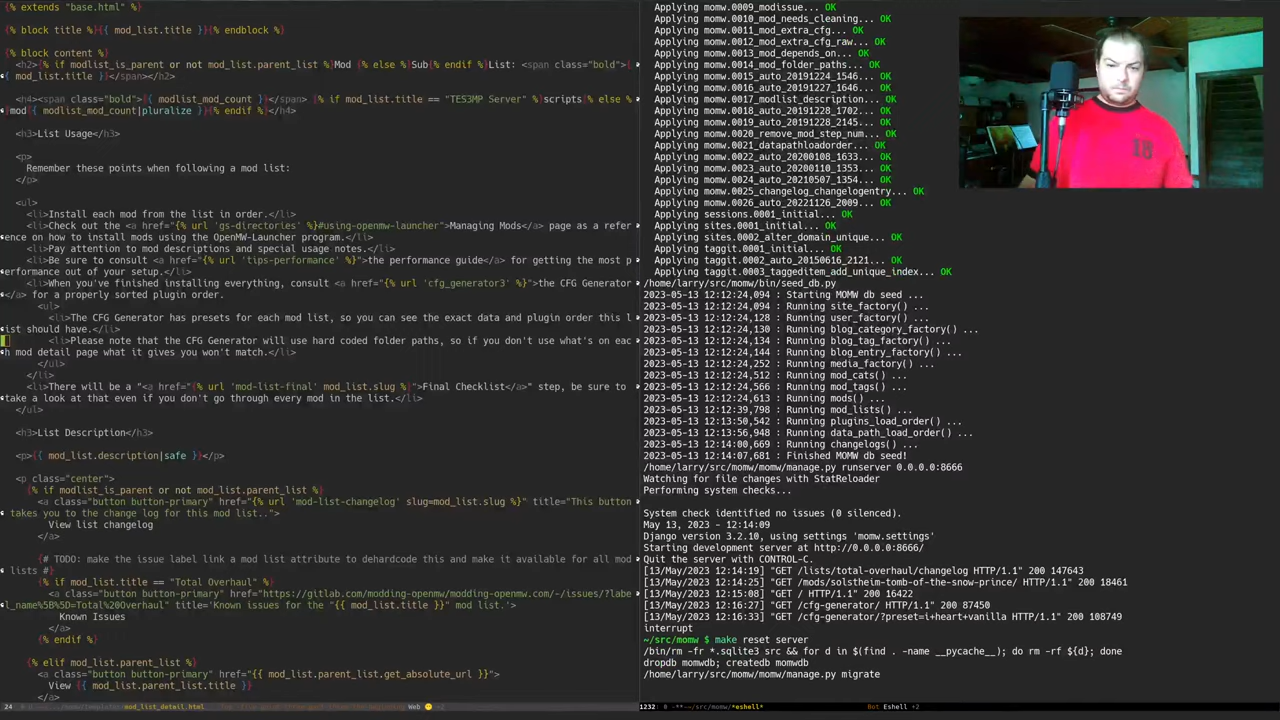 {% extends "base.html" %}
{% block title %}{{ mod_list.title }}{% endblock %}
{% block content %}
<h2>{% if modlist_is_parent or not mod_list.parent_list %}Mod {% else %}Sub{% endif %}List: <span class="bold">{
{ mod_list.title }}</span></h2>
<h4><span class="bold">{{ modlist_mod_count }}</span> {% if mod_list.title == "TES3MP Server" %}scripts{% else %
}mod{{ modlist_mod_count|pluralize }}{% endif %}</h4>
<h3>List Usage</h3>
<p>
Remember these points when following a mod list:
</p>
<ul>
<li>Install each mod from the list in order.</li>
<li>Check out the <a href="{% url 'gs-directories' %}#using-openmw-launcher">Managing Mods</a> page as a refer
ence on how to install mods using the OpenMW-Launcher program.</li>
<li>Pay attention to mod descriptions and special usage notes.</li>
<li>Be sure to consult <a href="{% url 'tips-performance' %}">the performance guide</a> for getting the most p
erformance out of your setup.</li>
<li>When you've finished installing everything, consult <a href="{% url 'cfg_generator3' %}">the CFG Generator
</a> for a properly sorted plugin order.
<ul>
<li>The CFG Generator has presets for each mod list, so you can see the exact data and plugin order this l
ist should have.</li>
<li>Please note that the CFG Generator will use hard coded folder paths, so if you don't use what's on eac
h mod detail page what it gives you won't match.</li>
</ul>
</li>
<li>There will be a "<a href="{% url 'mod-list-final' mod_list.slug %}">Final Checklist</a>" step, be sure to
take a look at that even if you don't go through every mod in the list.</li>
</ul>
<h3>List Description</h3>
<p>{{ mod_list.description|safe }}</p>
<p class="center">
{% if modlist_is_parent or not mod_list.parent_list %}
<a class="button button-primary" href="{% url 'mod-list-changelog' slug=mod_list.slug %}" title="This button
takes you to the change log for this mod list..">
View list changelog
</a>
{# TODO: make the issue label link a mod list attribute to dehardcode this and make it available for all mod
lists #}
{% if mod_list.title == "Total Overhaul" %}
<a class="button button-primary" href="https://gitlab.com/modding-openmw/modding-openmw.com/-/issues/?labe
l_name%5B%5D=Total%20Overhaul" title='Known issues for the "{{ mod_list.title }}" mod list.'>
Known Issues
</a>
{% endif %}
{% elif mod_list.parent_list %}
<a class="button button-primary" href="{{ mod_list.parent_list.get_absolute_url }}">
View {{ mod_list.parent_list.title }}
</a>
mod_list_detail.html
Web
Applying momw.0009_modissue... OK
Applying momw.0010_mod_needs_cleaning... OK
Applying momw.0011_mod_extra_cfg... OK
Applying momw.0012_mod_extra_cfg_raw... OK
Applying momw.0013_mod_depends_on... OK
Applying momw.0014_mod_folder_paths... OK
Applying momw.0015_auto_20191224_1546... OK
Applying momw.0016_auto_20191227_1646... OK
Applying momw.0017_modlist_description... OK
Applying momw.0018_auto_20191228_1702... OK
Applying momw.0019_auto_20191228_2145... OK
Applying momw.0020_remove_mod_step_num... OK
Applying momw.0021_datapathloadorder... OK
Applying momw.0022_auto_20200108_1633... OK
Applying momw.0023_auto_20200110_1353... OK
Applying momw.0024_auto_20210507_1354... OK
Applying momw.0025_changelog_changelogentry... OK
Applying momw.0026_auto_20221126_2009... OK
Applying sessions.0001_initial... OK
Applying sites.0001_initial... OK
Applying sites.0002_alter_domain_unique... OK
Applying taggit.0001_initial... OK
Applying taggit.0002_auto_20150616_2121... OK
Applying taggit.0003_taggeditem_add_unique_index... OK
/home/larry/src/momw/bin/seed_db.py
2023-05-13 12:12:24,094 : Starting MOMW db seed ...
2023-05-13 12:12:24,094 : Running site_factory() ...
2023-05-13 12:12:24,128 : Running user_factory() ...
2023-05-13 12:12:24,130 : Running blog_category_factory() ...
2023-05-13 12:12:24,134 : Running blog_tag_factory() ...
2023-05-13 12:12:24,144 : Running blog_entry_factory() ...
2023-05-13 12:12:24,252 : Running media_factory() ...
2023-05-13 12:12:24,512 : Running mod_cats() ...
2023-05-13 12:12:24,566 : Running mod_tags() ...
2023-05-13 12:12:24,613 : Running mods() ...
2023-05-13 12:12:39,798 : Running mod_lists() ...
2023-05-13 12:13:50,542 : Running plugins_load_order() ...
2023-05-13 12:13:56,948 : Running data_path_load_order() ...
2023-05-13 12:14:00,669 : Running changelogs() ...
2023-05-13 12:14:07,681 : Finished MOMW db seed!
/home/larry/src/momw/momw/manage.py runserver 0.0.0.0:8666
Watching for file changes with StatReloader
Performing system checks...
System check identified no issues (0 silenced).
May 13, 2023 - 12:14:09
Django version 3.2.10, using settings 'momw.settings'
Starting development server at http://0.0.0.0:8666/
Quit the server with CONTROL-C.
[13/May/2023 12:14:19] "GET /lists/total-overhaul/changelog HTTP/1.1" 200 147643
[13/May/2023 12:14:25] "GET /mods/solstheim-tomb-of-the-snow-prince/ HTTP/1.1" 200 18461
[13/May/2023 12:15:08] "GET / HTTP/1.1" 200 16422
[13/May/2023 12:16:27] "GET /cfg-generator/ HTTP/1.1" 200 87450
[13/May/2023 12:16:33] "GET /cfg-generator/?preset=i+heart+vanilla HTTP/1.1" 200 108749
interrupt
~/src/momw $ make reset server
/bin/rm -fr *.sqlite3 src && for d in $(find . -name __pycache__); do rm -rf ${d}; done
dropdb momwdb; createdb momwdb
/home/larry/src/momw/manage.py migrate
*eshell*
Bot Eshell +2